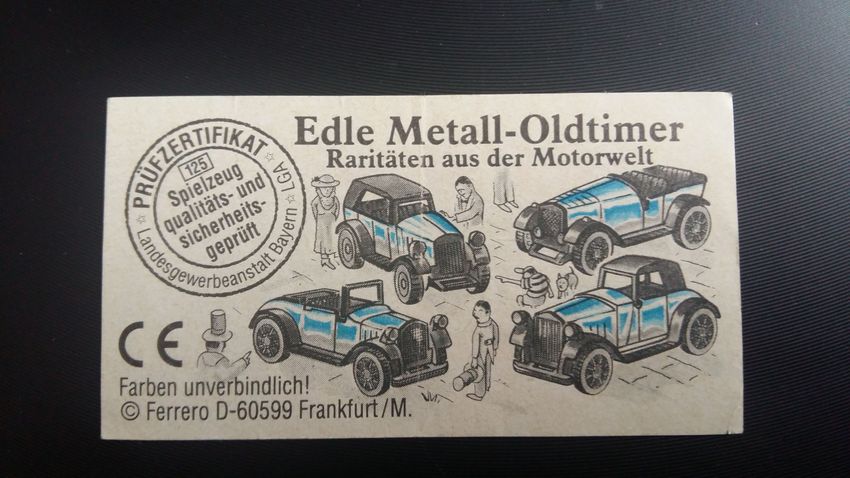 Edle Metall-Oldtimer
Raritäten aus der Motorwelt
PRÜFZERTIFIKAT
125
Spielzeug
qualitäts- und
sicherheits-
geprüft
Landesgewerbeanstalt Bayern LGA
CE
Farben unverbindlich!
© Ferrero D-60599 Frankfurt/M.